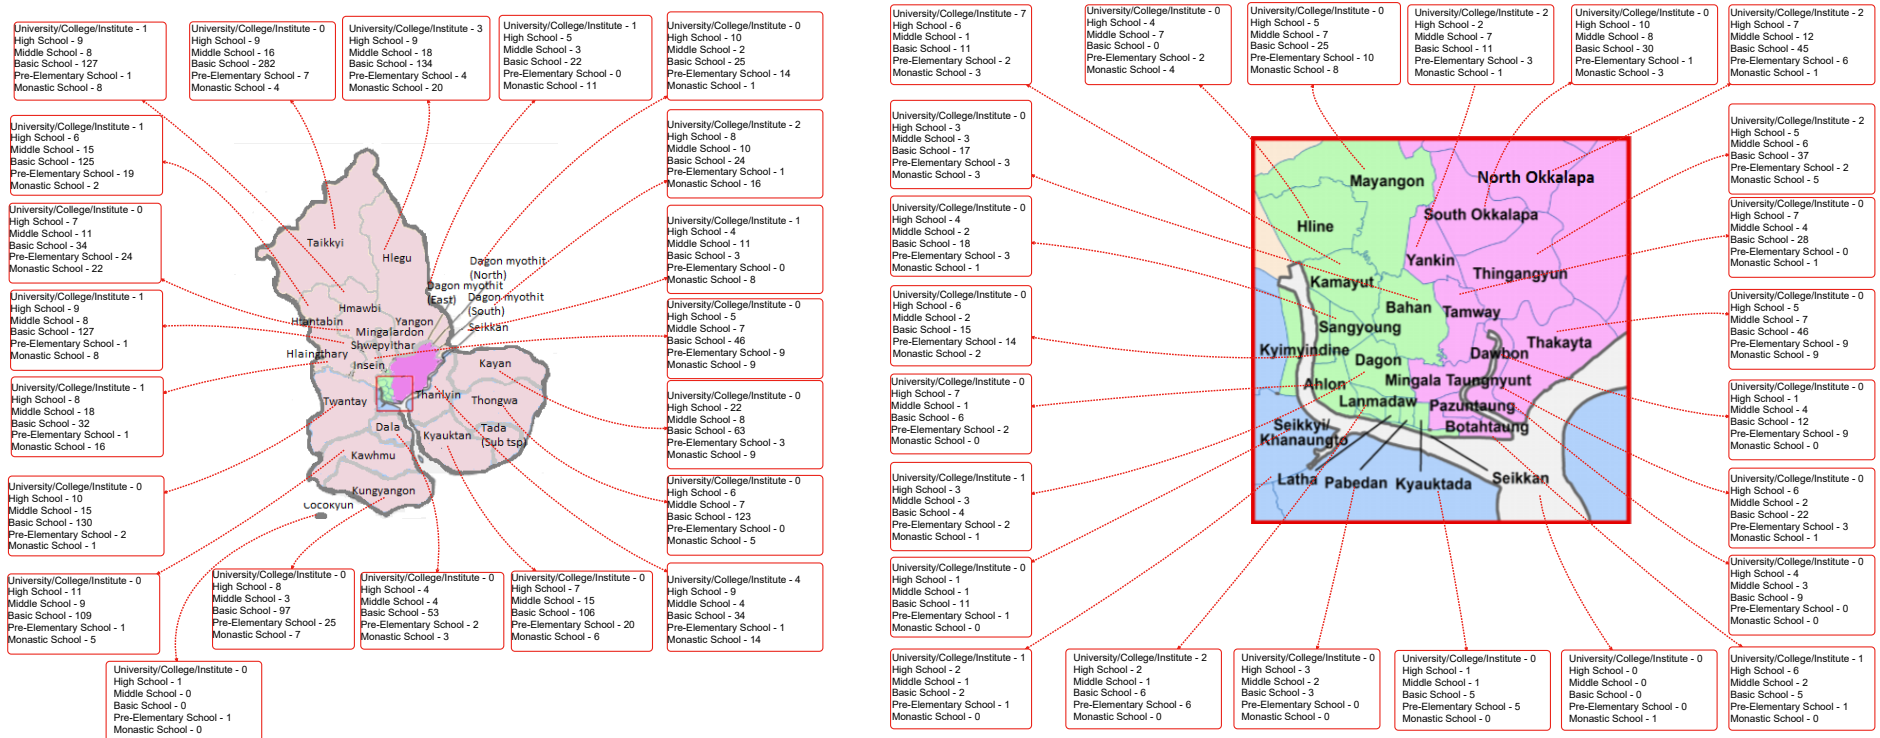 University/College/Institute - 1
High School - 9
Middle School - 8
Basic School - 127
Pre-Elementary School - 1
Monastic School - 8
University/College/Institute - 0
High School - 9
Middle School - 16
Basic School - 282
Pre-Elementary School - 7
Monastic School - 4
University/College/Institute - 3
High School - 9
Middle School - 18
Basic School - 134
Pre-Elementary School - 4
Monastic School - 20
University/College/Institute - 1
High School - 5
Middle School - 3
Basic School - 22
Pre-Elementary School - 0
Monastic School - 11
University/College/Institute - 0
High School - 10
Middle School - 2
Basic School - 25
Pre-Elementary School - 14
Monastic School - 1
University/College/Institute - 1
High School - 6
Middle School - 15
Basic School - 125
Pre-Elementary School - 19
Monastic School - 2
University/College/Institute - 0
High School - 7
Middle School - 11
Basic School - 34
Pre-Elementary School - 24
Monastic School - 22
University/College/Institute - 1
High School - 9
Middle School - 8
Basic School - 127
Pre-Elementary School - 1
Monastic School - 8
University/College/Institute - 1
High School - 8
Middle School - 18
Basic School - 32
Pre-Elementary School - 1
Monastic School - 16
University/College/Institute - 0
High School - 10
Middle School - 15
Basic School - 130
Pre-Elementary School - 2
Monastic School - 1
University/College/Institute - 0
High School - 11
Middle School - 9
Basic School - 109
Pre-Elementary School - 1
Monastic School - 5
University/College/Institute - 0
High School - 1
Middle School - 0
Basic School - 0
Pre-Elementary School - 1
Monastic School - 0
University/College/Institute - 0
High School - 8
Middle School - 3
Basic School - 97
Pre-Elementary School - 25
Monastic School - 7
University/College/Institute - 0
High School - 4
Middle School - 4
Basic School - 53
Pre-Elementary School - 2
Monastic School - 3
University/College/Institute - 0
High School - 7
Middle School - 15
Basic School - 106
Pre-Elementary School - 20
Monastic School - 6
University/College/Institute - 2
High School - 8
Middle School - 10
Basic School - 24
Pre-Elementary School - 1
Monastic School - 16
University/College/Institute - 1
High School - 4
Middle School - 11
Basic School - 3
Pre-Elementary School - 0
Monastic School - 8
University/College/Institute - 0
High School - 5
Middle School - 7
Basic School - 46
Pre-Elementary School - 9
Monastic School - 9
University/College/Institute - 0
High School - 22
Middle School - 8
Basic School - 63
Pre-Elementary School - 3
Monastic School - 9
University/College/Institute - 0
High School - 6
Middle School - 7
Basic School - 123
Pre-Elementary School - 0
Monastic School - 5
University/College/Institute - 4
High School - 9
Middle School - 4
Basic School - 34
Pre-Elementary School - 1
Monastic School - 14
Taikkyi
Hlegu
Dagon myothit
(North)
Dagon myothit
(East)
Dagon myothit
(South)
Seikkan
Hmawbi
Htantabin
Yangon
Mingalardon
Shwepyithar
Hlaingthary
Insein
Kayan
Twantay
Thanlyin
Thongwa
Dala
Kyauktan
Tada
(Sub tsp)
Kawhmu
Kungyangon
Cocokyun
University/College/Institute - 7
High School - 6
Middle School - 1
Basic School - 11
Pre-Elementary School - 2
Monastic School - 3
University/College/Institute - 0
High School - 4
Middle School - 7
Basic School - 0
Pre-Elementary School - 2
Monastic School - 4
University/College/Institute - 0
High School - 5
Middle School - 7
Basic School - 25
Pre-Elementary School - 10
Monastic School - 8
University/College/Institute - 2
High School - 2
Middle School - 7
Basic School - 11
Pre-Elementary School - 3
Monastic School - 1
University/College/Institute - 0
High School - 10
Middle School - 8
Basic School - 30
Pre-Elementary School - 1
Monastic School - 3
University/College/Institute - 2
High School - 7
Middle School - 12
Basic School - 45
Pre-Elementary School - 6
Monastic School - 1
University/College/Institute - 0
High School - 3
Middle School - 3
Basic School - 17
Pre-Elementary School - 3
Monastic School - 3
University/College/Institute - 0
High School - 4
Middle School - 2
Basic School - 18
Pre-Elementary School - 3
Monastic School - 1
University/College/Institute - 0
High School - 6
Middle School - 2
Basic School - 15
Pre-Elementary School - 14
Monastic School - 2
University/College/Institute - 0
High School - 7
Middle School - 1
Basic School - 6
Pre-Elementary School - 2
Monastic School - 0
University/College/Institute - 1
High School - 3
Middle School - 3
Basic School - 4
Pre-Elementary School - 2
Monastic School - 1
University/College/Institute - 0
High School - 1
Middle School - 1
Basic School - 11
Pre-Elementary School - 1
Monastic School - 0
University/College/Institute - 1
High School - 2
Middle School - 1
Basic School - 2
Pre-Elementary School - 1
Monastic School - 0
University/College/Institute - 2
High School - 2
Middle School - 1
Basic School - 6
Pre-Elementary School - 6
Monastic School - 0
University/College/Institute - 0
High School - 3
Middle School - 2
Basic School - 3
Pre-Elementary School - 0
Monastic School - 0
University/College/Institute - 0
High School - 1
Middle School - 1
Basic School - 5
Pre-Elementary School - 5
Monastic School - 0
University/College/Institute - 0
High School - 0
Middle School - 0
Basic School - 0
Pre-Elementary School - 0
Monastic School - 1
University/College/Institute - 1
High School - 6
Middle School - 2
Basic School - 5
Pre-Elementary School - 1
Monastic School - 0
University/College/Institute - 2
High School - 5
Middle School - 6
Basic School - 37
Pre-Elementary School - 2
Monastic School - 5
University/College/Institute - 0
High School - 7
Middle School - 4
Basic School - 28
Pre-Elementary School - 0
Monastic School - 1
University/College/Institute - 0
High School - 5
Middle School - 7
Basic School - 46
Pre-Elementary School - 9
Monastic School - 9
University/College/Institute - 0
High School - 1
Middle School - 4
Basic School - 12
Pre-Elementary School - 9
Monastic School - 0
University/College/Institute - 0
High School - 6
Middle School - 2
Basic School - 22
Pre-Elementary School - 3
Monastic School - 1
University/College/Institute - 0
High School - 4
Middle School - 3
Basic School - 9
Pre-Elementary School - 0
Monastic School - 0
Mayangon
North Okkalapa
South Okkalapa
Hline
Yankin
Thingangyun
Kamayut
Bahan
Tamway
Sangyoung
Thakayta
Kyimyindine
Dagon
Dawbon
Ahlon
Mingala Taungnyunt
Lanmadaw
Pazuntaung
Seikkyi/
Khanaungto
Botahtaung
Latha
Pabedan
Kyauktada
Seikkan